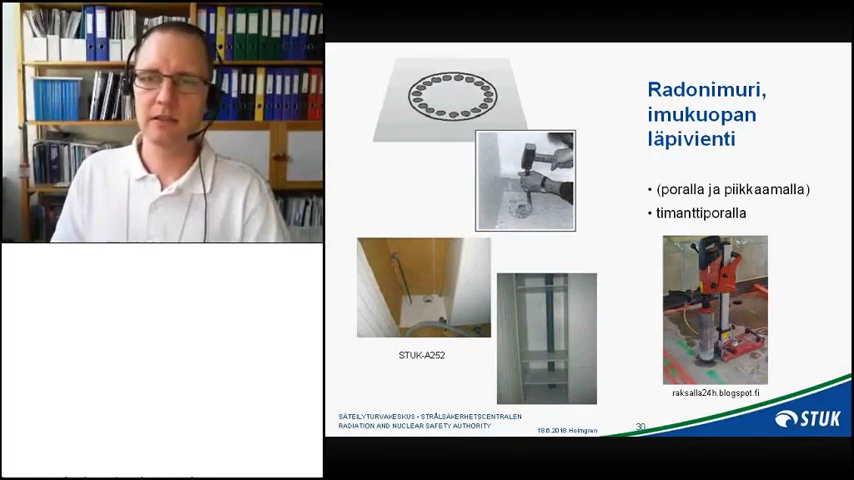 Radonimuri,
imukuopan
läpivienti
• (poralla ja piikkaamalla)
• timanttiporalla
STUK-A252
raksalla24h.blogspot.fi
SÄTEILYTURVAKESKUS • STRÅLSÄKERHETSCENTRALEN
RADIATION AND NUCLEAR SAFETY AUTHORITY
18.6.2018 Holmgren
30
STUK